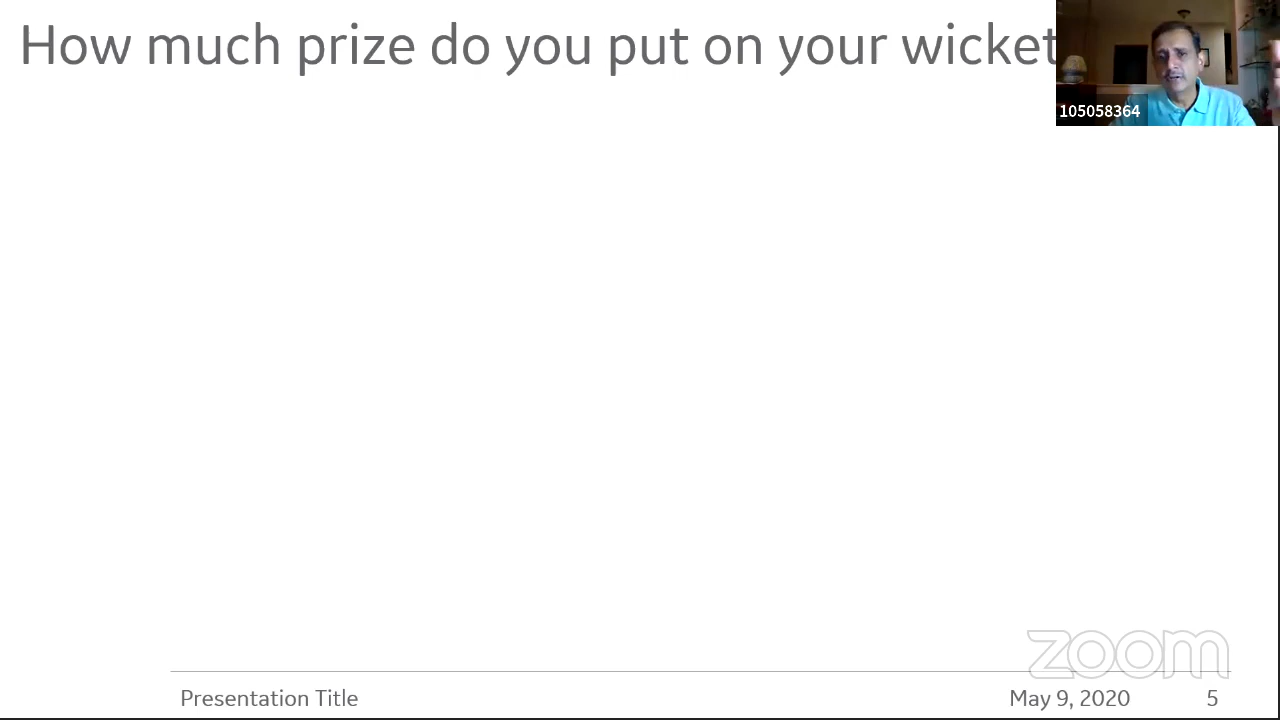 How much prize do you put on your wicket
105058364
zoom
Presentation Title
May 9, 2020
5